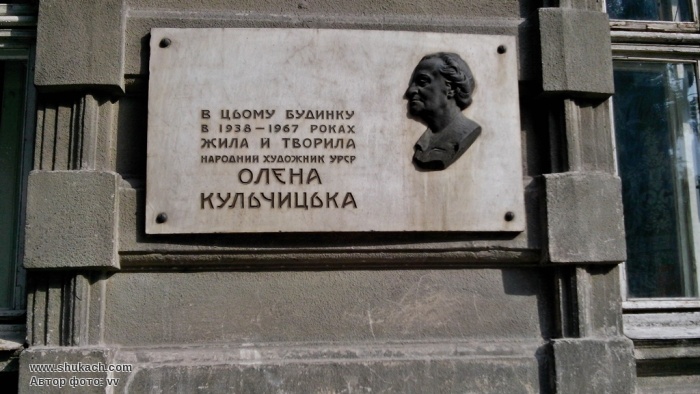 В ЦЬОМУ БУДИНКУ
В 1938–1967 РОКАХ
ЖИЛА Й ТВОРИЛА
НАРОДНИЙ ХУДОЖНИК УРСР
ОЛЕНА
КУЛЬЧИЦЬКА
www.shukach.com
Автор фото: vv